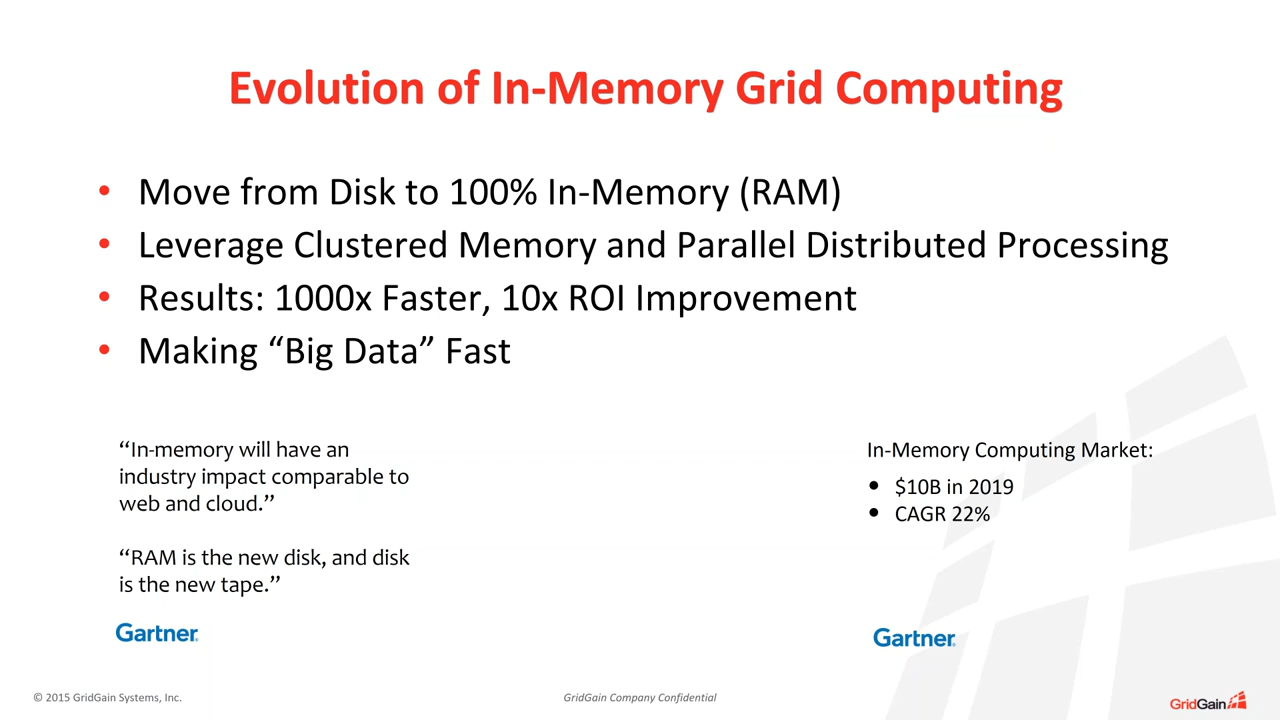 Evolution of In-Memory Grid Computing
• Move from Disk to 100% In-Memory (RAM)
• Leverage Clustered Memory and Parallel Distributed Processing
• Results: 1000x Faster, 10x ROI Improvement
• Making “Big Data” Fast
“In-memory will have an
industry impact comparable to
web and cloud.”
“RAM is the new disk, and disk
is the new tape.”
Gartner
In-Memory Computing Market:
• $10B in 2019
• CAGR 22%
Gartner
© 2015 GridGain Systems, Inc.
GridGain Company Confidential
GridGain